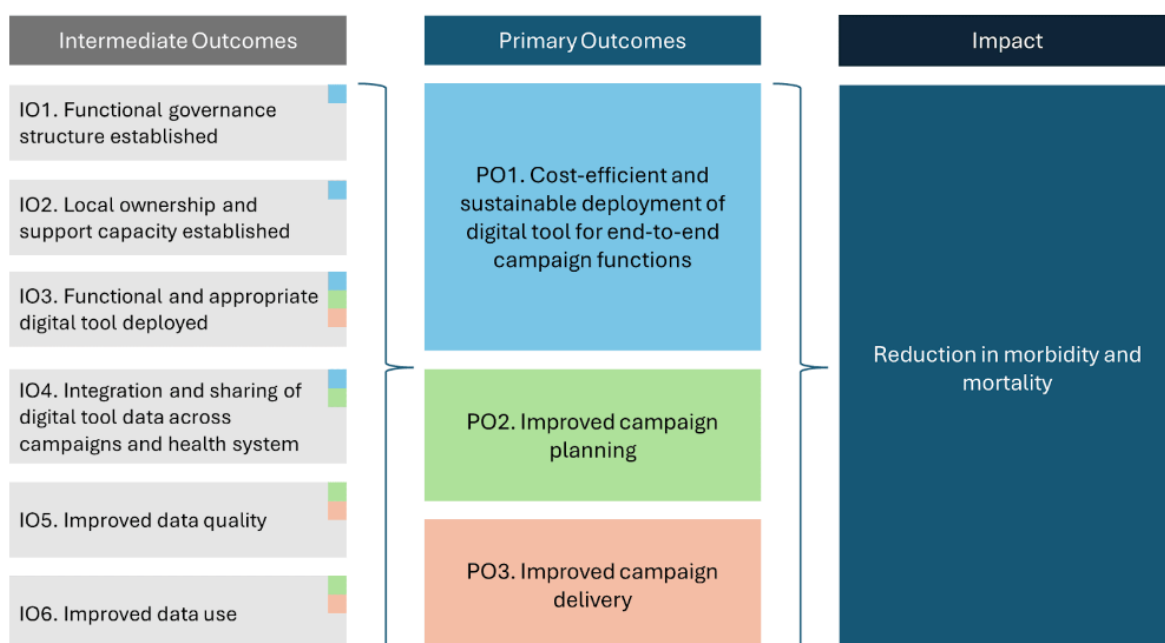 Intermediate Outcomes
IO1. Functional governance
structure established
IO2. Local ownership and
support capacity established
IO3. Functional and appropriate
digital tool deployed
IO4. Integration and sharing of
digital tool data across
campaigns and health system
IO5. Improved data quality
IO6. Improved data use
Primary Outcomes
PO1. Cost-efficient and
sustainable deployment of
digital tool for end-to-end
campaign functions
PO2. Improved campaign
planning
PO3. Improved campaign
delivery
Impact
Reduction in morbidity and
mortality